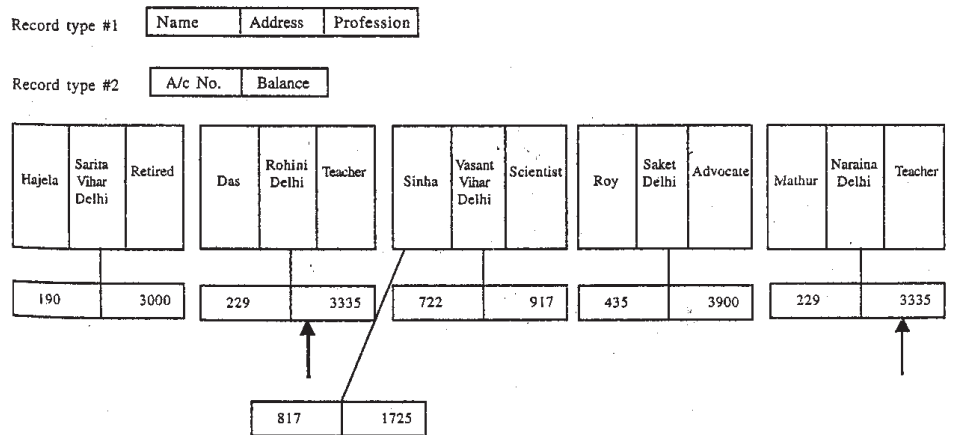 Record type #1 Name Address Profession
Record type #2 A/c No. Balance
Hajela
Sarita
Vihar
Delhi
Retired
Das
Rohini
Delhi
Teacher
Sinha
Vasant
Vihar
Delhi
Scientist
Roy
Saket
Delhi
Advocate
Mathur
Naraina
Delhi
Teacher
190 3000
229 3335
722 917
435 3900
229 3335
817 1725